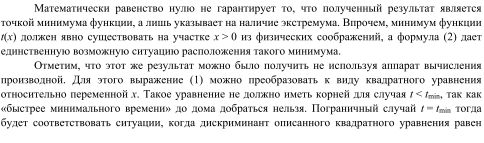 Математически равенство нулю не гарантирует то, что полученный результат является
точкой минимума функции, а лишь указывает на наличие экстремума. Впрочем, минимум функции
t(x) должен явно существовать на участке x > 0 из физических соображений, а формула (2) дает
единственную возможную ситуацию расположения такого минимума.
Отметим, что этот же результат можно было получить не используя аппарат вычисления
производной. Для этого выражение (1) можно преобразовать к виду квадратного уравнения
относительно переменной x. Такое уравнение не должно иметь корней для случая t < tmin, так как
«быстрее минимального времени» до дома добраться нельзя. Пограничный случай t = tmin тогда
будет соответствовать ситуации, когда дискриминант описанного квадратного уравнения равен